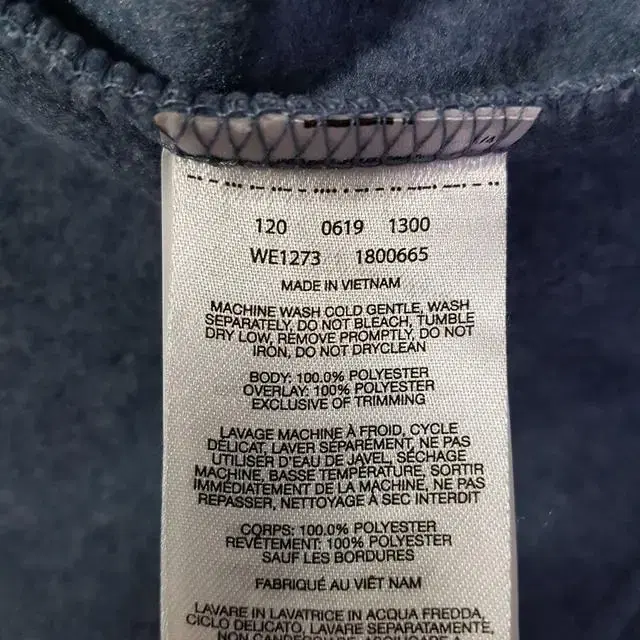 120 0619 1300
WE1273 1800665
MADE IN VIETNAM
MACHINE WASH COLD GENTLE, WASH
SEPARATELY, DO NOT BLEACH, TUMBLE
DRY LOW, REMOVE PROMPTLY, DO NOT
IRON, DO NOT DRYCLEAN
BODY: 100.0% POLYESTER
OVERLAY: 100% POLYESTER
EXCLUSIVE OF TRIMMING
LAVAGE MACHINE À FROID, CYCLE
DÉLICAT, LAVER SÉPARÉMENT, NE PAS
UTILISER D'EAU DE JAVEL, SÉCHAGE
MACHINE, BASSE TEMPÉRATURE, SORTIR
IMMÉDIATEMENT DE LA MACHINE, NE PAS
REPASSER, NETTOYAGE À SEC INTERDIT
CORPS: 100.0% POLYESTER
REVÊTEMENT: 100% POLYESTER
SAUF LES BORDURES
FABRIQUÉ AU VIÊT NAM
LAVARE IN LAVATRICE IN ACQUA FREDDA,
CICLO DELICATO, LAVARE SEPARATAMENTE,
NON CANDEGGIARE